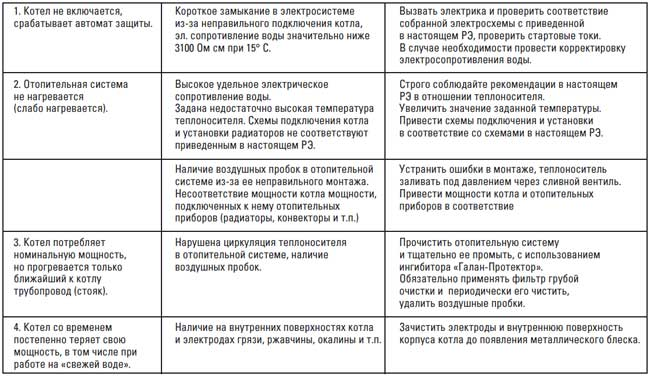 1. Котел не включается,
срабатывает автомат защиты.
Короткое замыкание в электросистеме
из-за неправильного подключения котла,
эл. сопротивление воды значительно ниже
3100 Ом см при 15° С.
Вызвать электрика и проверить соответствие
собранной электросхемы с приведенной
в настоящем РЭ, проверить стартовые токи.
В случае необходимости провести корректировку
электросопротивления воды.
2. Отопительная система
не нагревается
(слабо нагревается).
Высокое удельное электрическое
сопротивление воды.
Задана недостаточно высокая температура
теплоносителя. Схемы подключения котла
и установки радиаторов не соответствуют
приведенным в настоящем РЭ.
Строго соблюдайте рекомендации в настоящем
РЭ в отношении теплоносителя.
Увеличить значение заданной температуры.
Привести схемы подключения и установки
в соответствие со схемами в настоящем РЭ.
Наличие воздушных пробок в отопительной
системе из-за ее неправильного монтажа.
Несоответствие мощности котла мощности,
подключенных к нему отопительных
приборов (радиаторы, конвекторы и т.п.)
Устранить ошибки в монтаже, теплоноситель
заливать под давлением через сливной вентиль.
Привести мощности котла и отопительных
приборов в соответствие
3. Котел потребляет
номинальную мощность,
но прогревается только
ближайший к котлу
трубопровод (стояк).
Нарушена циркуляция теплоносителя
в отопительной системе, наличие
воздушных пробок.
Прочистить отопительную систему
и тщательно ее промыть, с использованием
ингибитора «Галан-Протектор».
Обязательно применять фильтр грубой
очистки и периодически его чистить,
удалить воздушные пробки.
4. Котел со временем
постепенно теряет свою
мощность, в том числе при
работе на «свежей воде».
Наличие на внутренних поверхностях котла
и электродах грязи, ржавчины, окалины и т.п.
Зачистить электроды и внутреннюю поверхность
корпуса котла до появления металлического блеска.